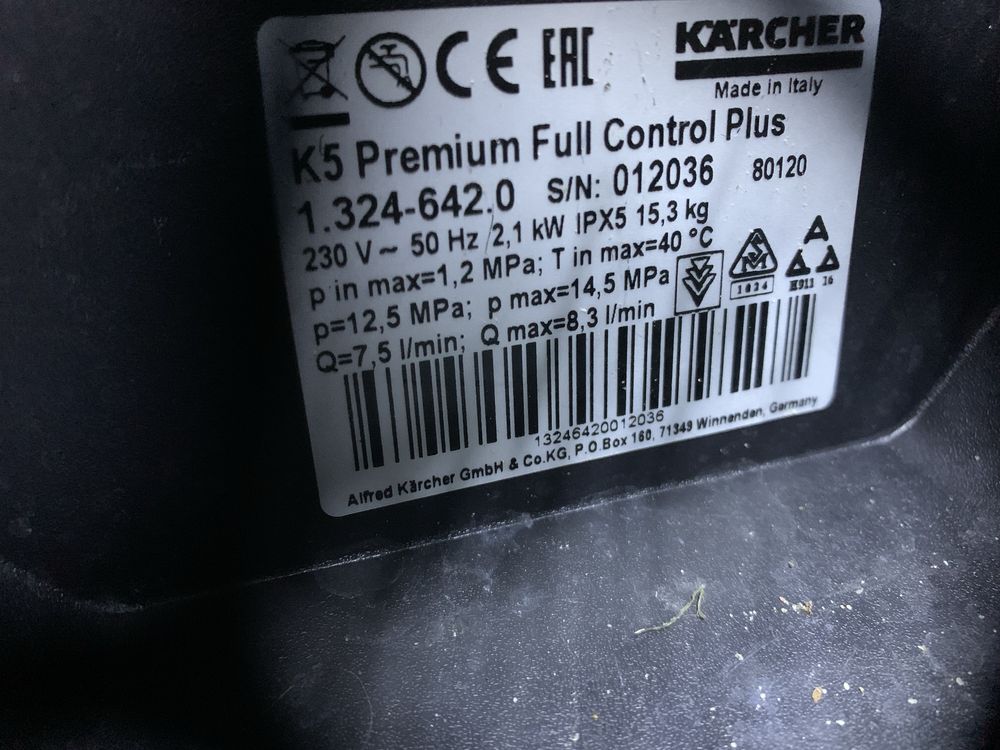 CE EAC KÄRCHER
Made in Italy
K5 Premium Full Control Plus
1.324-642.0 S/N: 012036 80120
230 V ~ 50 Hz 2,1 kW IPX5 15,3 kg
p in max=1,2 MPa; T in max=40 °C
p=12,5 MPa; p max=14,5 MPa
Q=7,5 l/min; Q max=8,3 l/min
13246420012036
Alfred Kärcher GmbH & Co.KG, P.O.Box 160, 71349 Winnenden, Germany